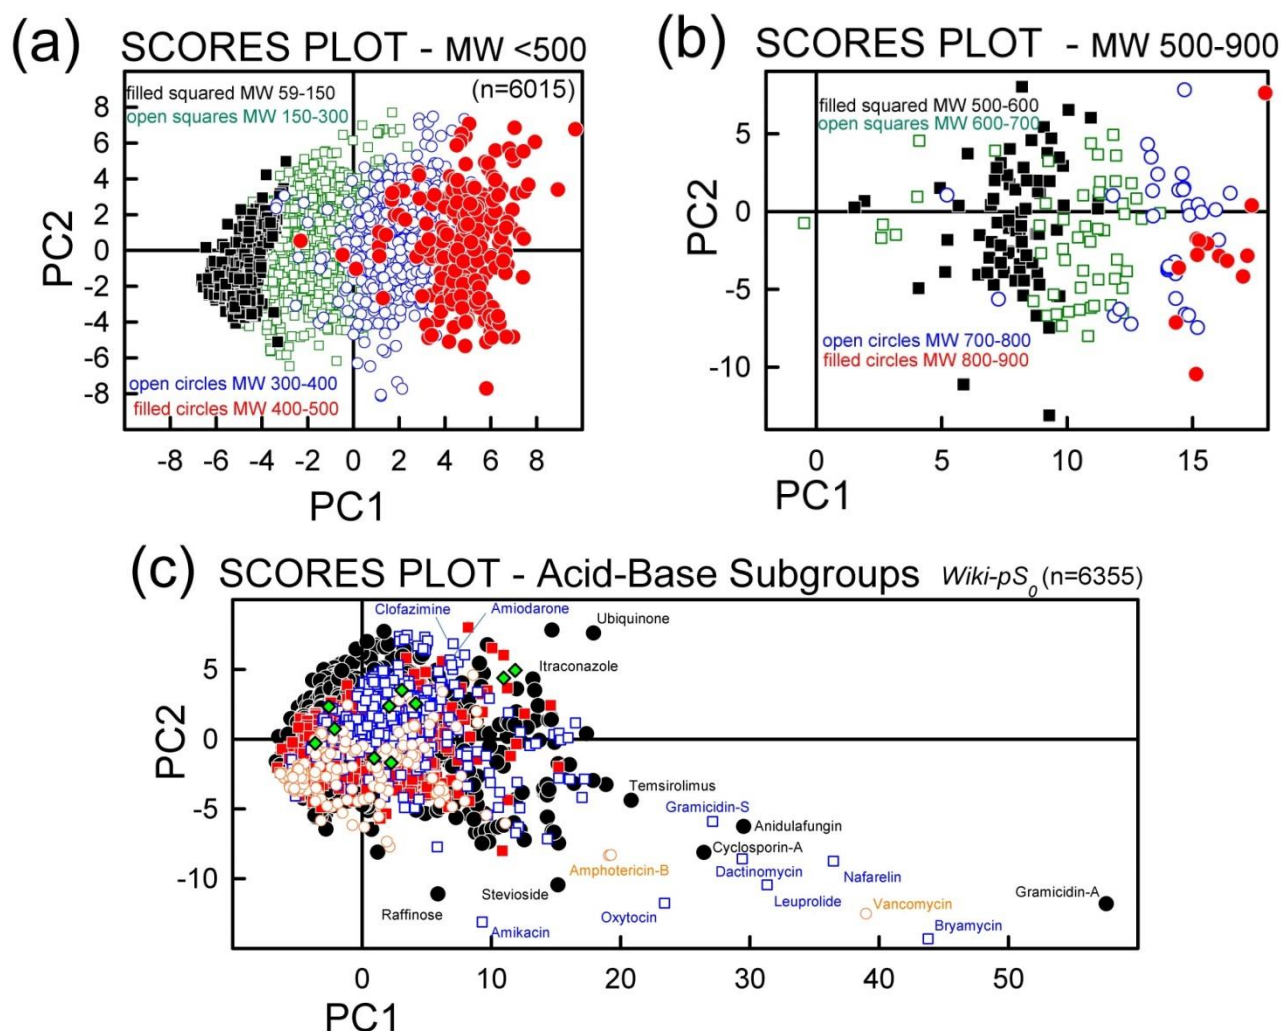 (a) SCORES PLOT - MW <500
filled squared MW 59-150 (n=6015)
open squares MW 150-300
8
6
4
2
0
-2
-4
-6
-8
PC2
open circles MW 300-400
filled circles MW 400-500
-8 -6 -4 -2 0 2 4 6 8
PC1
(b) SCORES PLOT - MW 500-900
filled squared MW 500-600
open squares MW 600-700
5
0
-5
-10
PC2
open circles MW 700-800
filled circles MW 800-900
0 5 10 15
PC1
(c) SCORES PLOT - Acid-Base Subgroups Wiki-pS0 (n=6355)
Clofazimine Amiodarone
Ubiquinone
Itraconazole
5
0
-5
-10
PC2
Temsirolimus
Gramicidin-S
Anidulafungin
Cyclosporin-A
Amphotericin-B
Dactinomycin
Nafarelin
Stevioside
Leuprolide
Gramicidin-A
Raffinose
Oxytocin
Vancomycin
Amikacin
Bryamycin
0 10 20 30 40 50
PC1